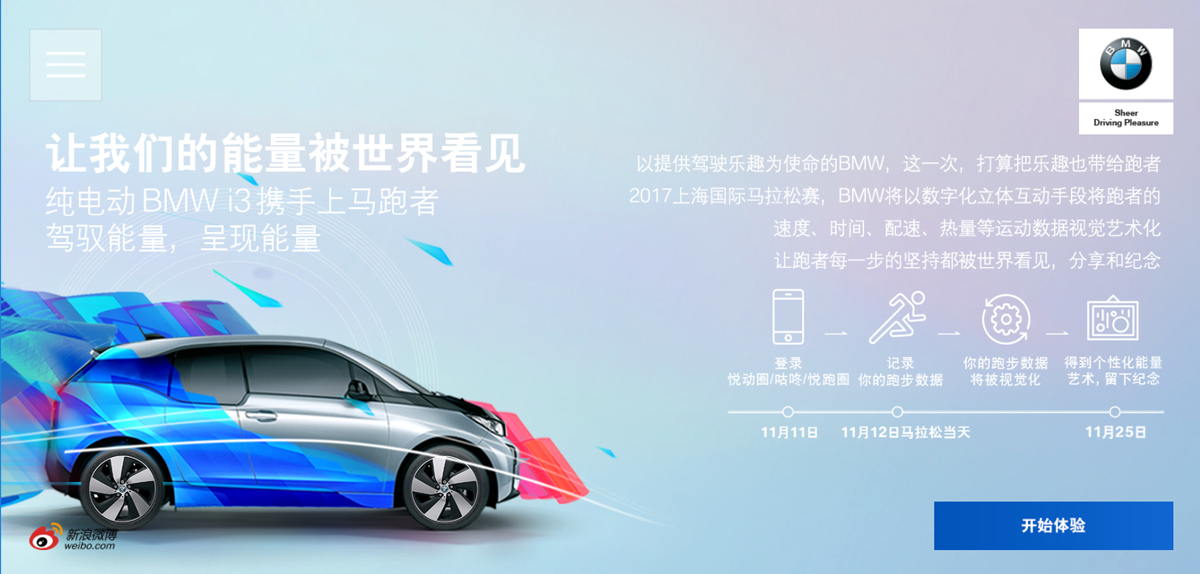 BMW
Sheer
Driving Pleasure
让我们的能量被世界看见
纯电动BMW i3携手上马跑者
驾驭能量，呈现能量
以提供驾驶乐趣为使命的BMW，这一次，打算把乐趣也带给跑者
2017上海国际马拉松赛，BMW将以数字化立体互动手段将跑者的
速度、时间、配速、热量等运动数据视觉艺术化
让跑者每一步的坚持都被世界看见，分享和纪念
登录
悦动圈/咕咚/悦跑圈
记录
你的跑步数据
你的跑步数据
将被视觉化
得到个性化能量
艺术，留下纪念
11月11日
11月12日马拉松当天
11月25日
开始体验
新浪微博
weibo.com